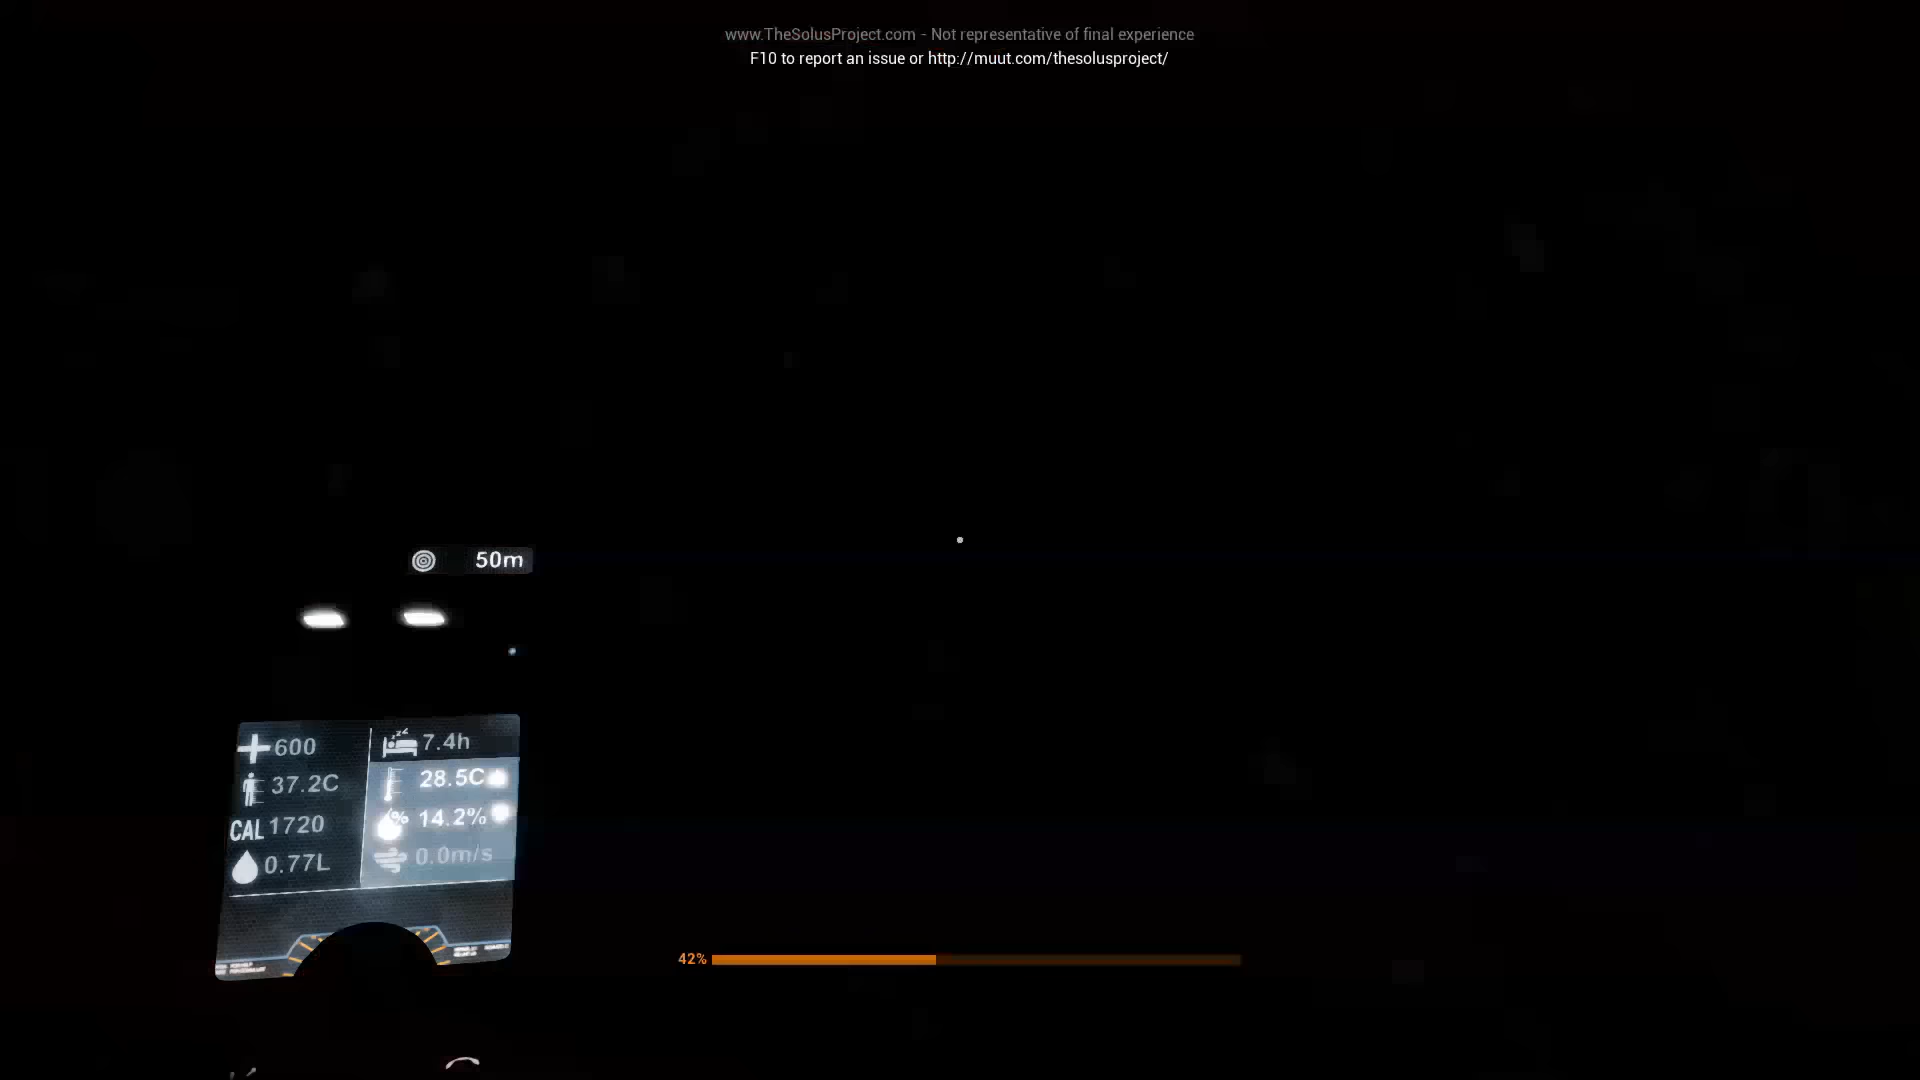 www.TheSolusProject.com - Not representative of final experience
F10 to report an issue or http://muut.com/thesolusproject/
50m
600
7.4h
37.2C
28.5C
CAL 1720
% 14.2%
0.77L
0.0m/s
42%